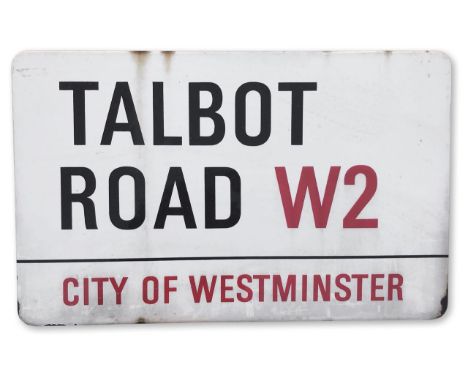 TALBOT
ROAD W2
CITY OF WESTMINSTER